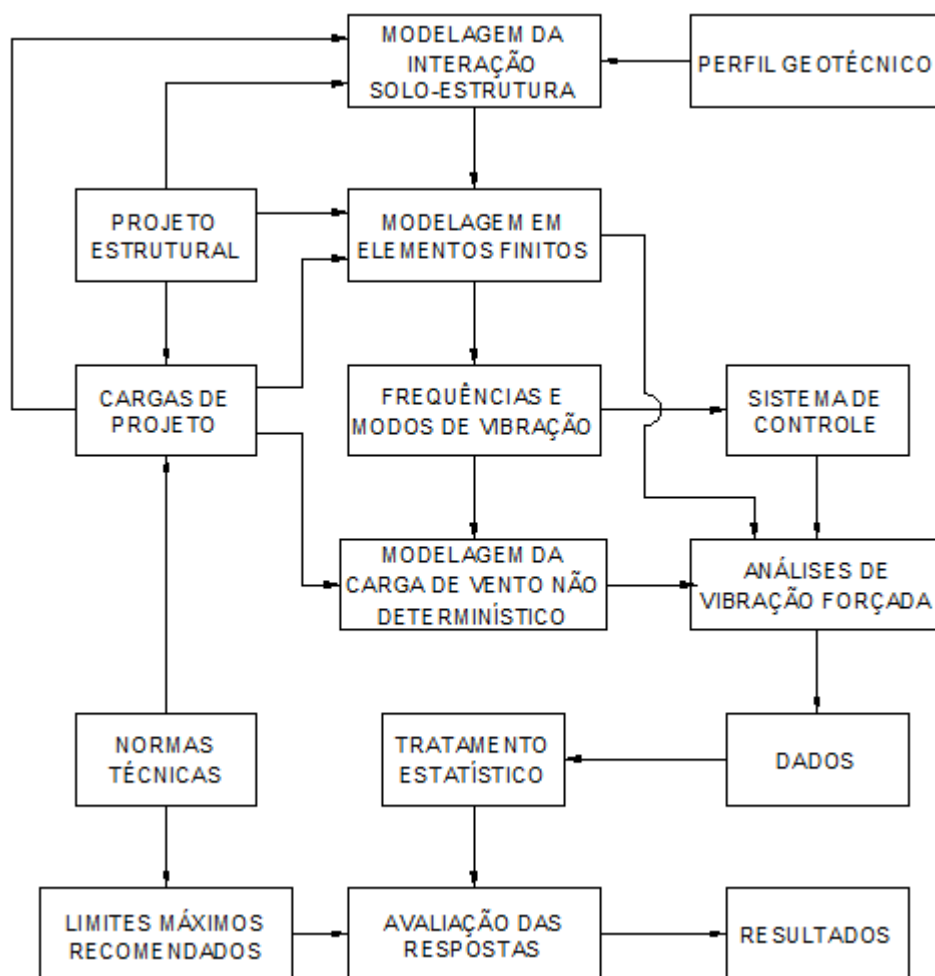 MODELAGEM DA
INTERAÇÃO
SOLO-ESTRUTURA
PERFIL GEOTÉCNICO
PROJETO
ESTRUTURAL
MODELAGEM EM
ELEMENTOS FINITOS
CARGAS DE
PROJETO
FREQUÊNCIAS E
MODOS DE VIBRAÇÃO
SISTEMA DE
CONTROLE
MODELAGEM DA
CARGA DE VENTO NÃO
DETERMINÍSTICO
ANÁLISES DE
VIBRAÇÃO FORÇADA
NORMAS
TÉCNICAS
TRATAMENTO
ESTATÍSTICO
DADOS
LIMITES MÁXIMOS
RECOMENDADOS
AVALIAÇÃO DAS
RESPOSTAS
RESULTADOS